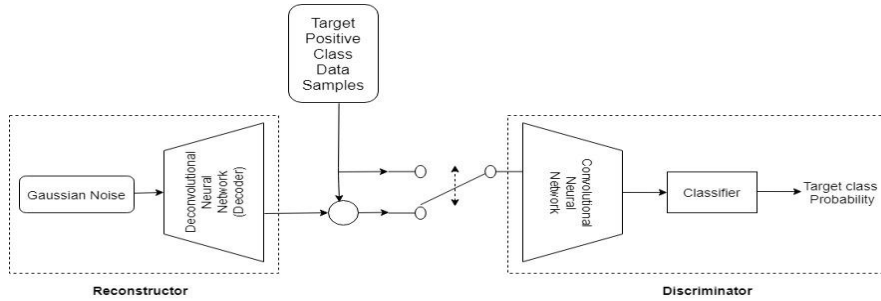 Target
Positive
Class
Data
Samples
Gaussian Noise
Deconvolutional
Neural
Network
(Decoder)
Convolutional
Neural
Network
Classifier
Target class
Probability
Reconstructor
Discriminator